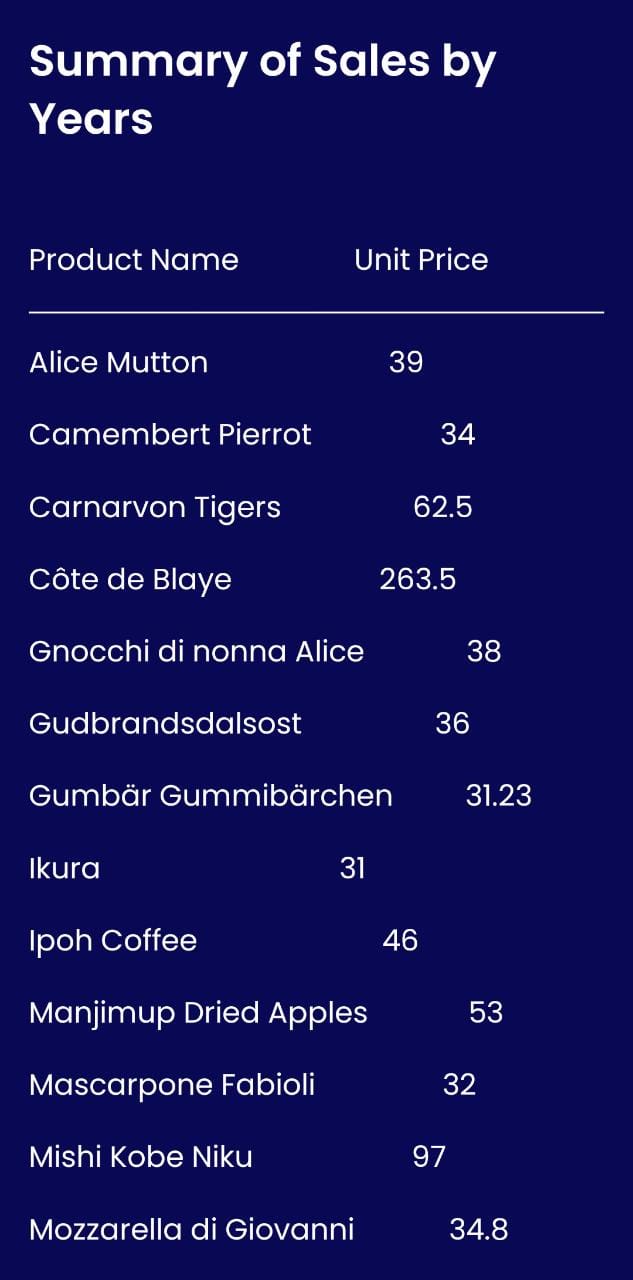 Summary of Sales by
Years
Product Name Unit Price
Alice Mutton 39
Camembert Pierrot 34
Carnarvon Tigers 62.5
Côte de Blaye 263.5
Gnocchi di nonna Alice 38
Gudbrandsdalsost 36
Gumbär Gummibärchen 31.23
Ikura 31
Ipoh Coffee 46
Manjimup Dried Apples 53
Mascarpone Fabioli 32
Mishi Kobe Niku 97
Mozzarella di Giovanni 34.8